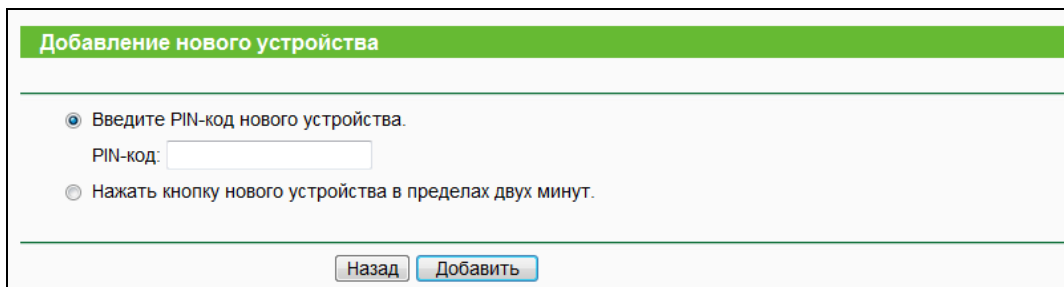 Добавление нового устройства
Введите PIN-код нового устройства.
PIN-код:
Нажать кнопку нового устройства в пределах двух минут.
Назад Добавить